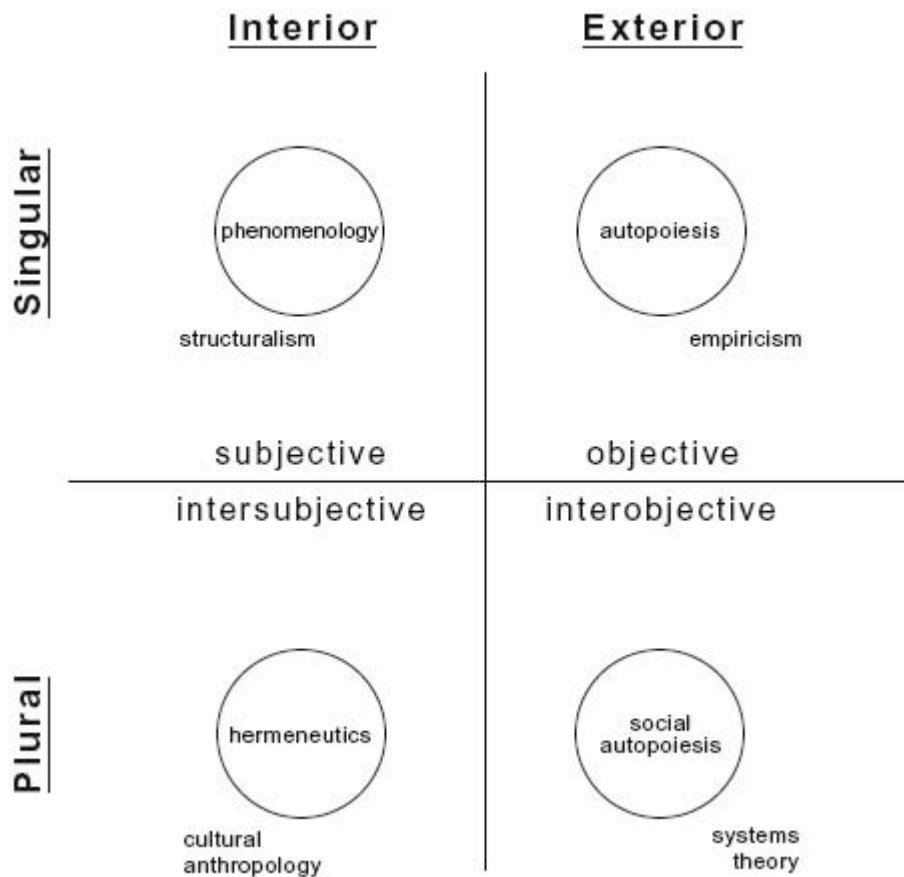 Interior
Exterior
Singular
phenomenology
autopoiesis
structuralism
empiricism
subjective
objective
intersubjective
interobjective
Plural
hermeneutics
social
autopoiesis
cultural
anthropology
systems
theory